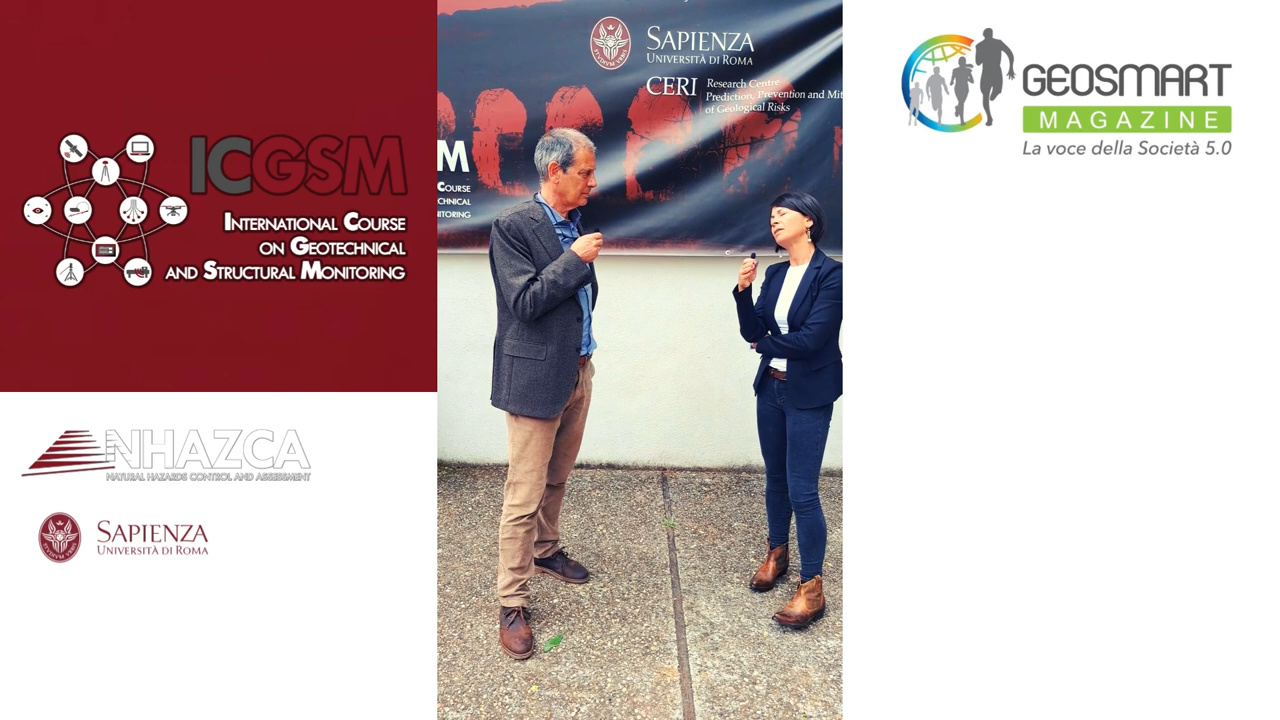 ICGSM
INTERNATIONAL COURSE
ON GEOTECHNICAL
AND STRUCTURAL MONITORING
NHAZCA
NATURAL HAZARDS CONTROL AND ASSESSMENT
SAPIENZA
UNIVERSITÀ DI ROMA
SAPIENZA
UNIVERSITÀ DI ROMA
CERI
Research Centre
Prediction, Prevention and Mit
of Geological Risks
M
COURSE
CHNICAL
NITORING
GEOSMART
MAGAZINE
La voce della Società 5.0